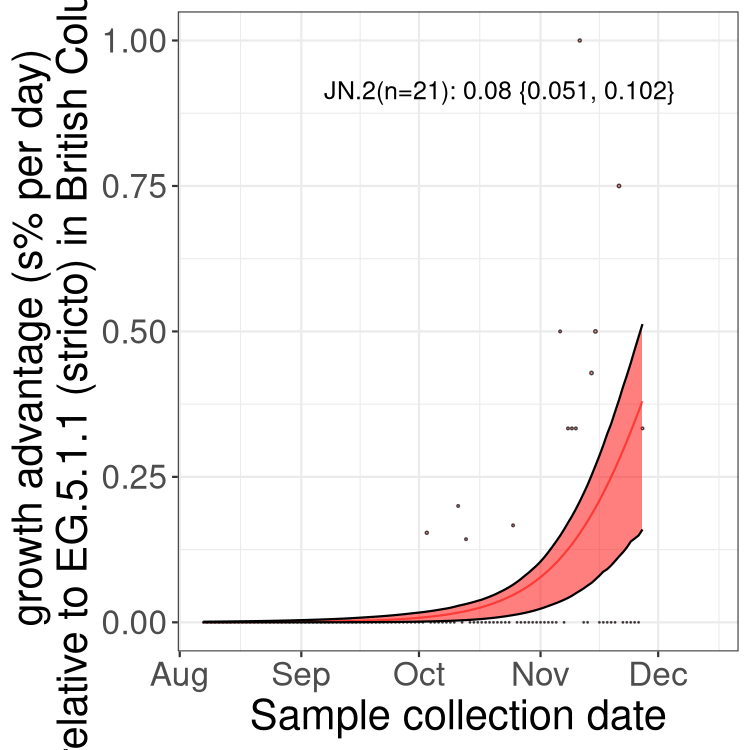 growth advantage (s% per day)
relative to EG.5.1.1 (stricto) in British
1.00
0.75
0.50
0.25
0.00
JN.2(n=21): 0.08 {0.051, 0.102}
Aug Sep Oct Nov Dec
Sample collection date